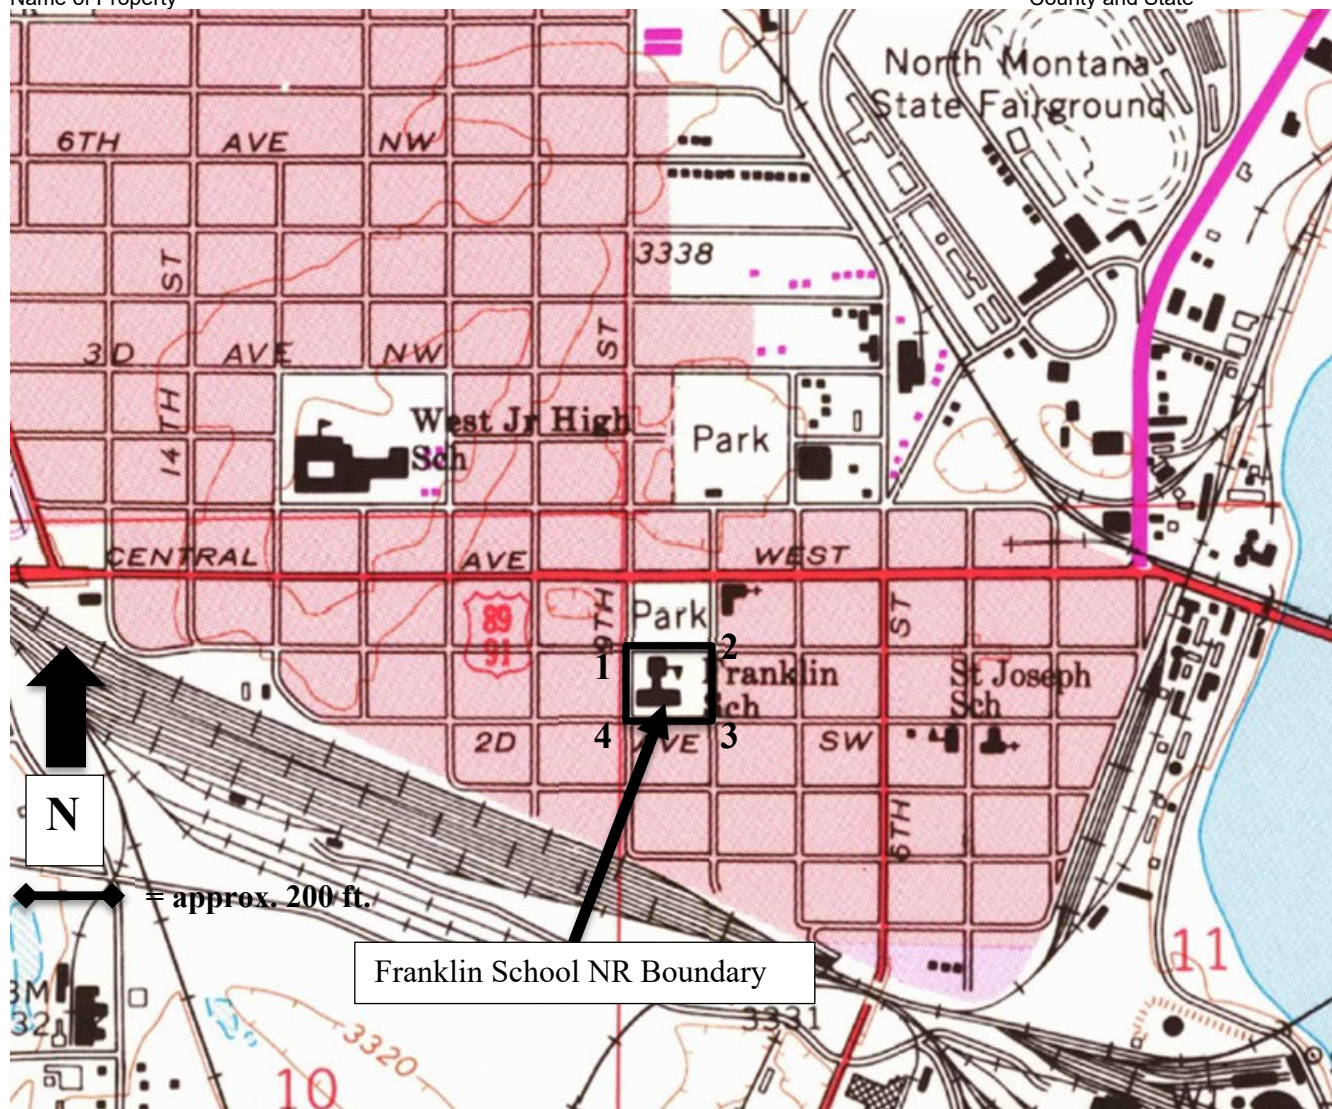 Name of Property
County and State
North Montana
State Fairground
6TH AVE NW
3338
ST
ST
3D AVE NW
14TH
West Jr High
Sch
Park
CENTRAL AVE WEST
89
91
9TH
Park
ST
1
2
Franklin
Sch
St Joseph
Sch
4
3
2D AVE SW
6TH
N
= approx. 200 ft.
Franklin School NR Boundary
11
BM
32
3331
3320
10
W